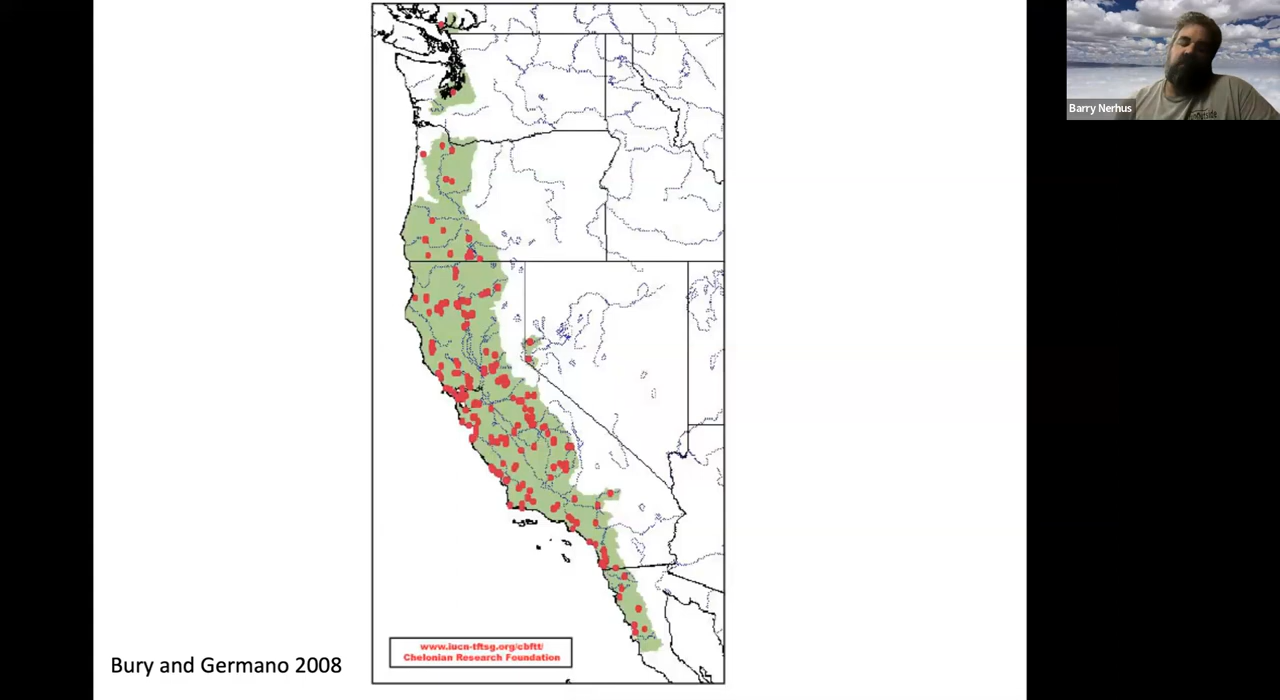 Barry Nerhus
www.iucn-tftsg.org/cbftt/
Chelonian Research Foundation
Bury and Germano 2008